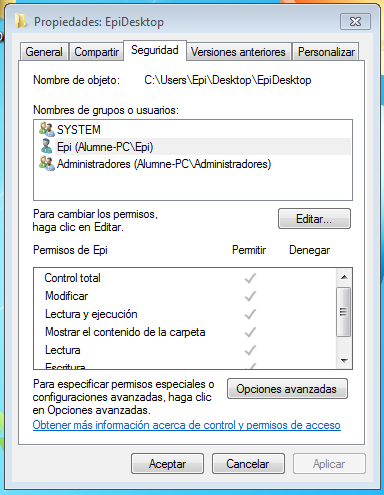 Propiedades: EpiDesktop
General Compartir Seguridad Versiones anteriores Personalizar
Nombre de objeto: C:\Users\Epi\Desktop\EpiDesktop
Nombres de grupos o usuarios:
SYSTEM
Epi (Alumne-PC\Epi)
Administradores (Alumne-PC\Administradores)
Para cambiar los permisos,
haga clic en Editar.
Editar...
Permisos de Epi Permitir Denegar
Control total
Modificar
Lectura y ejecución
Mostrar el contenido de la carpeta
Lectura
Escritura
Para especificar permisos especiales o
configuraciones avanzadas, haga clic
en Opciones avanzadas.
Opciones avanzadas
Obtener más información acerca de control y permisos de acceso
Aceptar Cancelar Aplicar